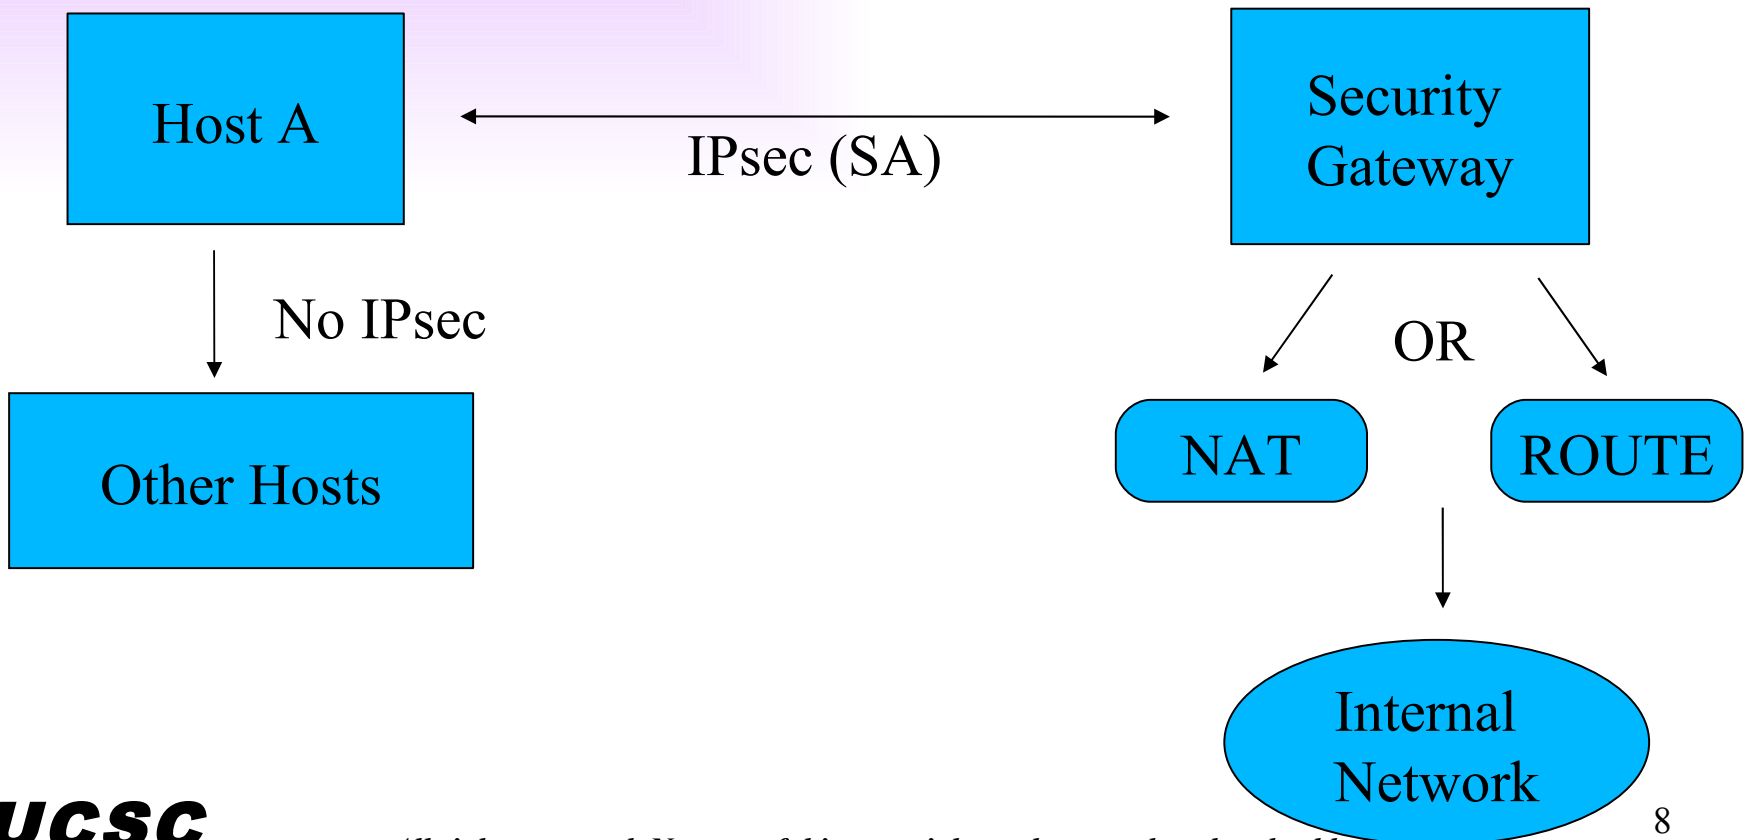 Host A
IPsec (SA)
Security
Gateway
No IPsec
OR
Other Hosts
NAT
ROUTE
Internal
Network
UCSC
8